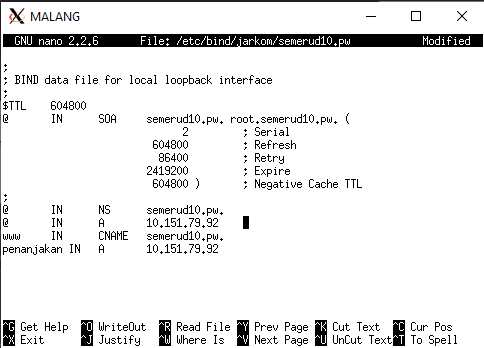 MALANG
GNU nano 2.2.6 File: /etc/bind/jarkom/semerud10.pw Modified
;
; BIND data file for local loopback interface
;
$TTL 604800
@ IN SOA semerud10.pw. root.semerud10.pw. (
2 ; Serial
604800 ; Refresh
86400 ; Retry
2419200 ; Expire
604800 ) ; Negative Cache TTL
;
@ IN NS semerud10.pw.
@ IN A 10.151.79.92
www IN CNAME semerud10.pw.
penanjakan IN A 10.151.79.92
^G Get Help ^O WriteOut ^R Read File ^Y Prev Page ^K Cut Text ^C Cur Pos
^X Exit ^J Justify ^W Where Is ^V Next Page ^U UnCut Text ^T To Spell